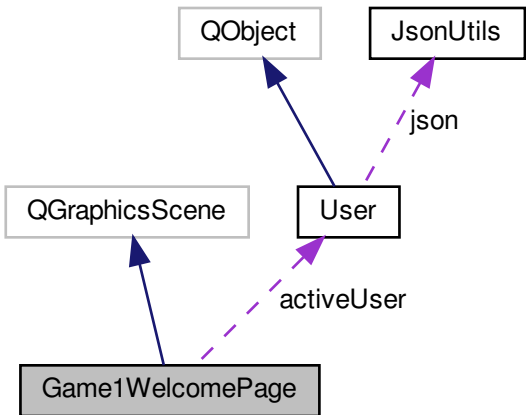 QObject
JsonUtils
json
QGraphicsScene
User
activeUser
Game1WelcomePage